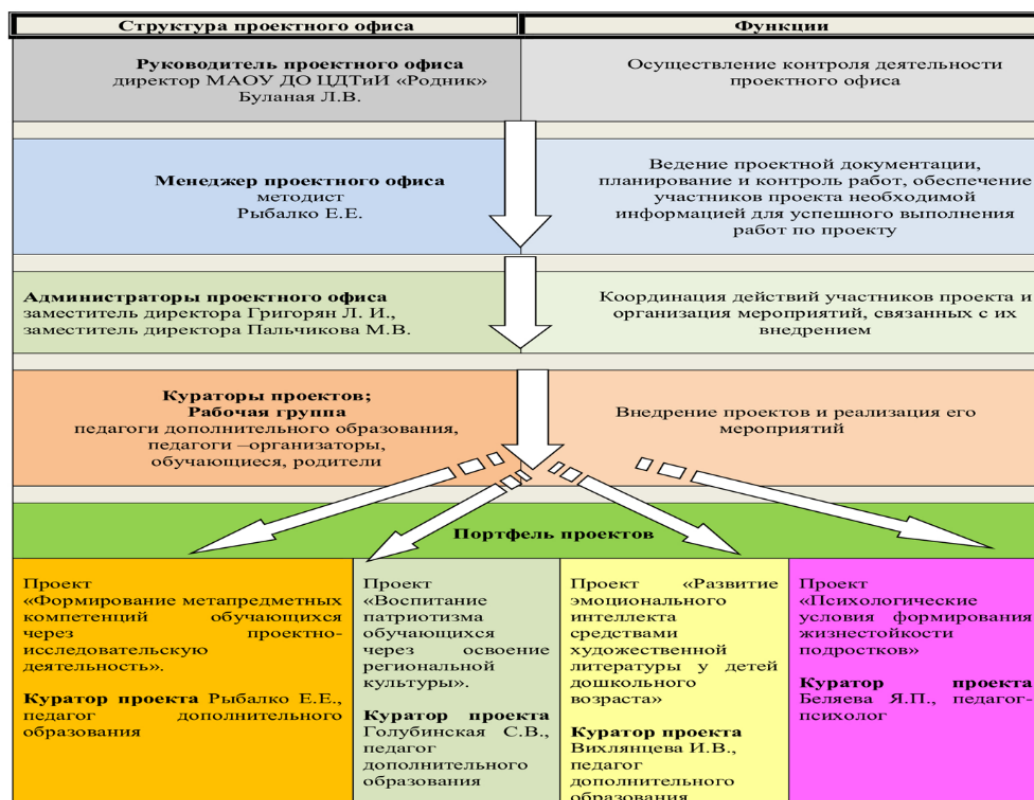 Структура проектного офиса
Функции
Руководитель проектного офиса
директор МАОУ ДО ЦДТиИ «Родник»
Буланая Л.В.
Осуществление контроля деятельности
проектного офиса
Менеджер проектного офиса
методист
Рыбалко Е.Е.
Ведение проектной документации,
планирование и контроль работ, обеспечение
участников проекта необходимой
информацией для успешного выполнения
работ по проекту
Администраторы проектного офиса
заместитель директора Григорян Л. И.,
заместитель директора Пальчикова М.В.
Координация действий участников проекта и
организация мероприятий, связанных с их
внедрением
Кураторы проектов;
Рабочая группа
педагоги дополнительного образования,
педагоги –организаторы,
обучающиеся, родители
Внедрение проектов и реализация его
мероприятий
Портфель проектов
Проект
«Формирование метапредметных
компетенций обучающихся
через проектно-
исследовательскую
деятельность».
Куратор проекта Рыбалко Е.Е.,
педагог дополнительного
образования
Проект
«Воспитание
патриотизма
обучающихся
через освоение
региональной
культуры».
Куратор проекта
Голубинская С.В.,
педагог
дополнительного
образования
Проект «Развитие
эмоционального
интеллекта
средствами
художественной
литературы у детей
дошкольного
возраста»
Куратор проекта
Вихлянцева И.В.,
педагог
дополнительного
образования
Проект
«Психологические
условия формирования
жизнестойкости
подростков»
Куратор проекта
Беляева Я.П., педагог-
психолог